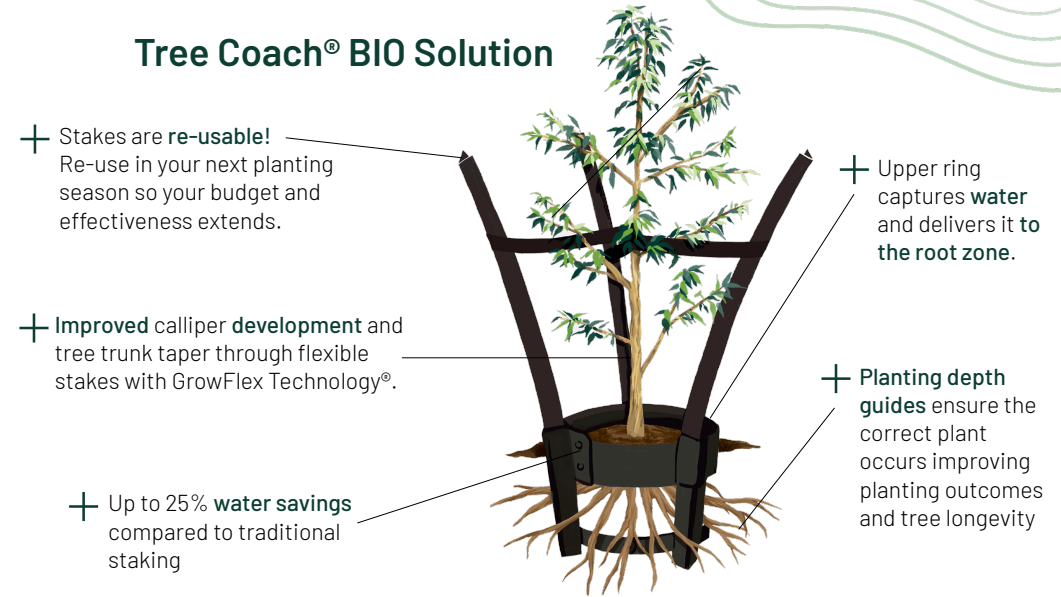 Tree Coach® BIO Solution
Stakes are re-usable!
Re-use in your next planting
season so your budget and
effectiveness extends.
Improved calliper development and
tree trunk taper through flexible
stakes with GrowFlex Technology®.
Up to 25% water savings
compared to traditional
staking
Upper ring
captures water
and delivers it to
the root zone.
Planting depth
guides ensure the
correct plant
occurs improving
planting outcomes
and tree longevity